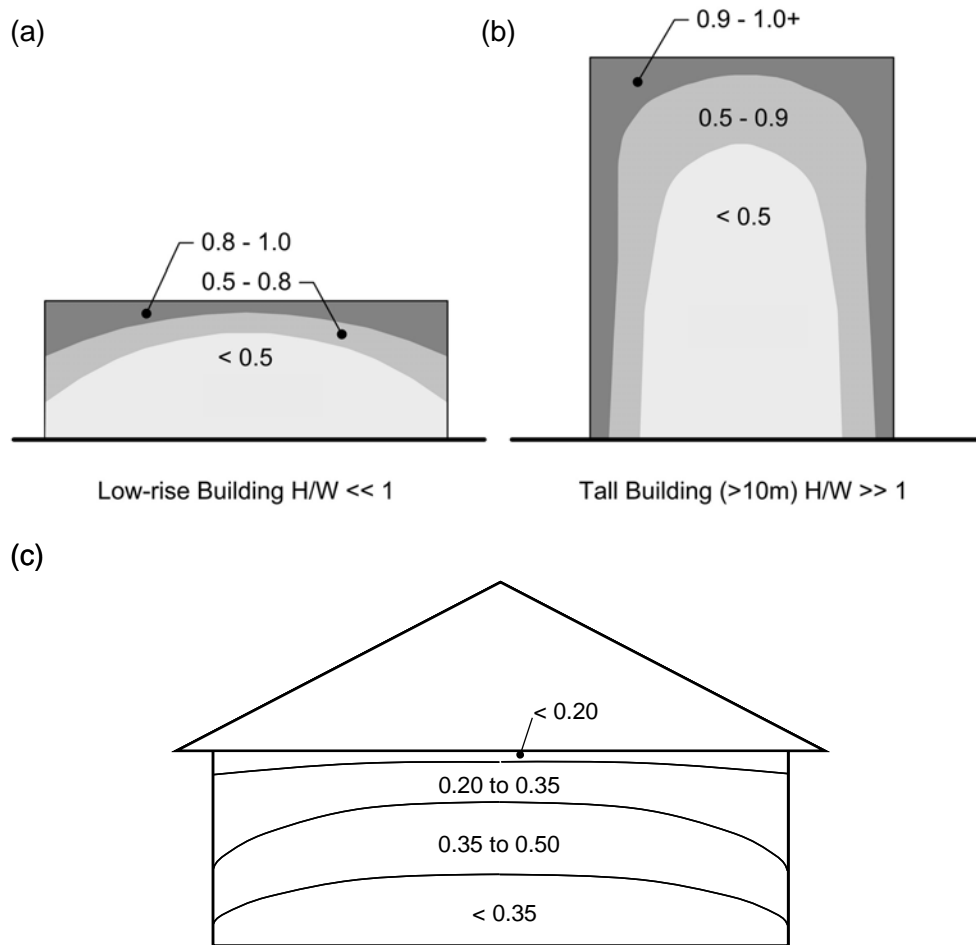 (a)
0.8 - 1.0
0.5 - 0.8
< 0.5
Low-rise Building H/W << 1
(b)
0.9 - 1.0+
0.5 - 0.9
< 0.5
Tall Building (>10m) H/W >> 1
(c)
< 0.20
0.20 to 0.35
0.35 to 0.50
< 0.35